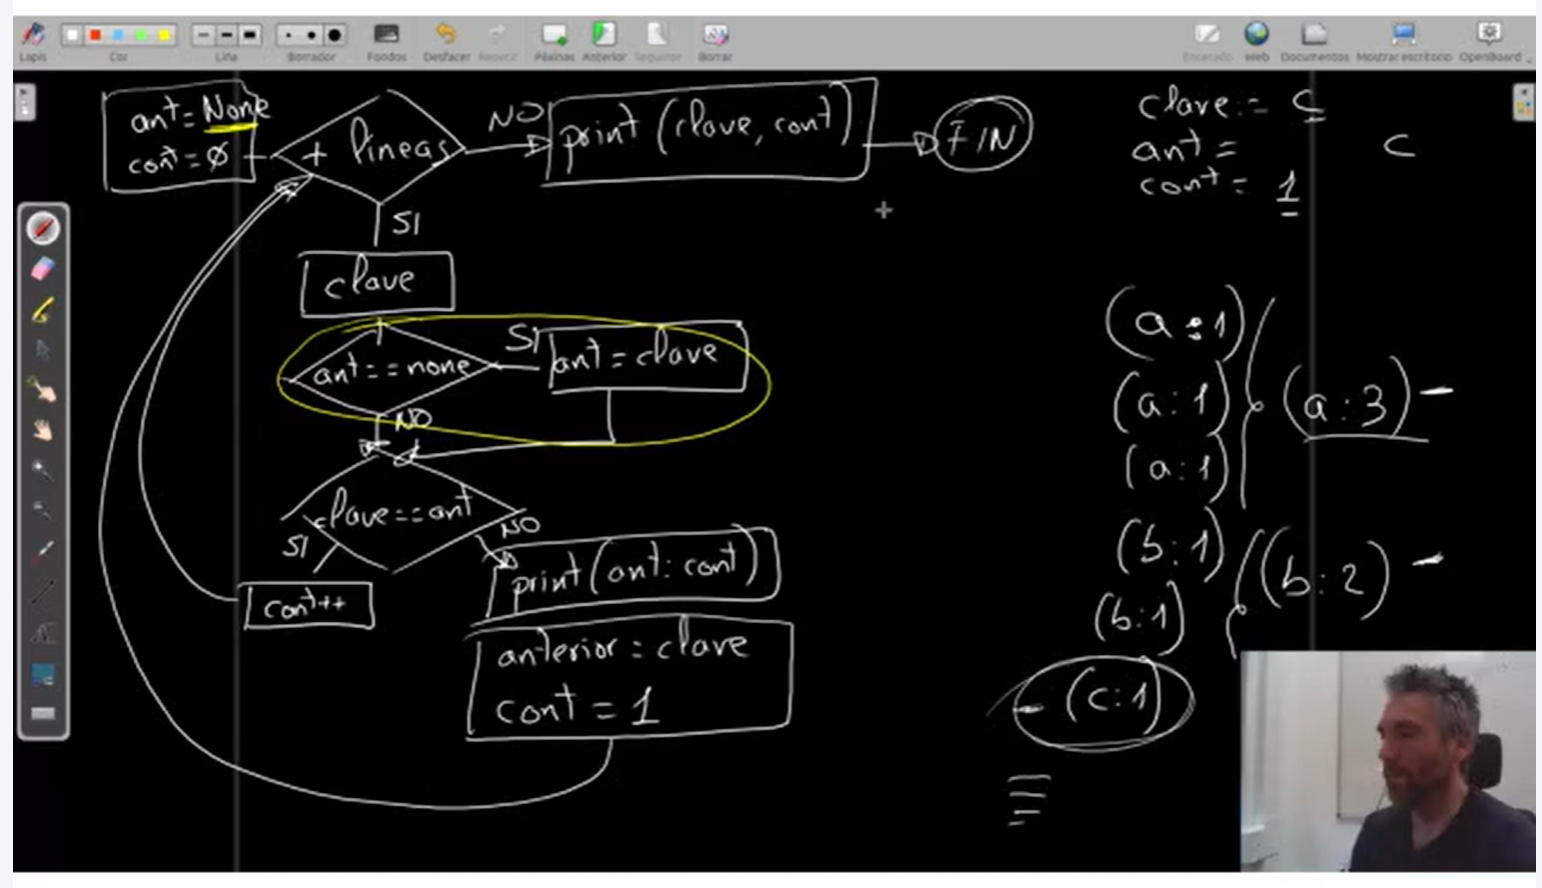 Lapis
Cor
Liña
Borrador
Fondos
Desfacer
Refacer
Páxinas
Anterior
Seguinte
Borrar
Encerado
Web
Documentos
Mostrar escritorio
OpenBoard
ant = None
cont = Ø
+ líneas
NO
print (clave, cont)
FIN
SI
clave
ant == none
SI
ant = clave
NO
clave == ant
SI
NO
cont++
print (ant: cont)
anterior = clave
cont = 1
clave = c
ant = c
cont = 1
(a:1)
(a:1)
(a:1)
(a:3) -
(b:1)
(b:1)
(b:2) -
- (c:1)